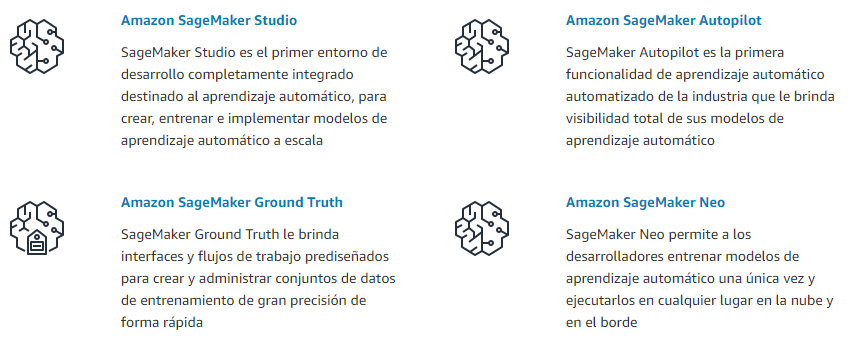 Amazon SageMaker Studio
SageMaker Studio es el primer entorno de
desarrollo completamente integrado
destinado al aprendizaje automático, para
crear, entrenar e implementar modelos de
aprendizaje automático a escala
Amazon SageMaker Autopilot
SageMaker Autopilot es la primera
funcionalidad de aprendizaje automático
automatizado de la industria que le brinda
visibilidad total de sus modelos de
aprendizaje automático
Amazon SageMaker Ground Truth
SageMaker Ground Truth le brinda
interfaces y flujos de trabajo prediseñados
para crear y administrar conjuntos de datos
de entrenamiento de gran precisión de
forma rápida
Amazon SageMaker Neo
SageMaker Neo permite a los
desarrolladores entrenar modelos de
aprendizaje automático una única vez y
ejecutarlos en cualquier lugar en la nube y
en el borde